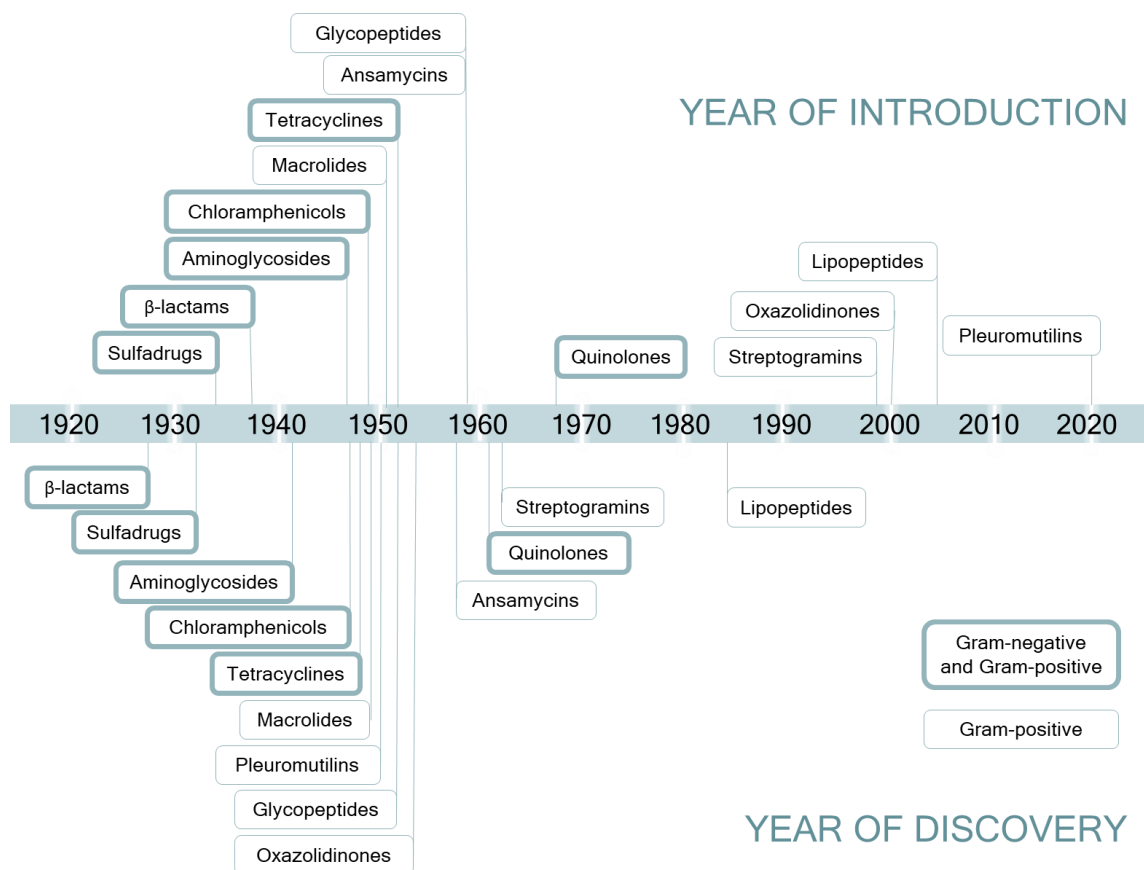 Glycopeptides
Ansamycins
YEAR OF INTRODUCTION
Tetracyclines
Macrolides
Chloramphenicols
Aminoglycosides
Lipopeptides
β-lactams
Oxazolidinones
Sulfadrugs
Quinolones
Streptogramins
Pleuromutilins
1920 1930 1940 1950 1960 1970 1980 1990 2000 2010 2020
β-lactams
Streptogramins
Lipopeptides
Sulfadrugs
Quinolones
Aminoglycosides
Ansamycins
Chloramphenicols
Gram-negative
and Gram-positive
Tetracyclines
Macrolides
Gram-positive
Pleuromutilins
Glycopeptides
YEAR OF DISCOVERY
Oxazolidinones